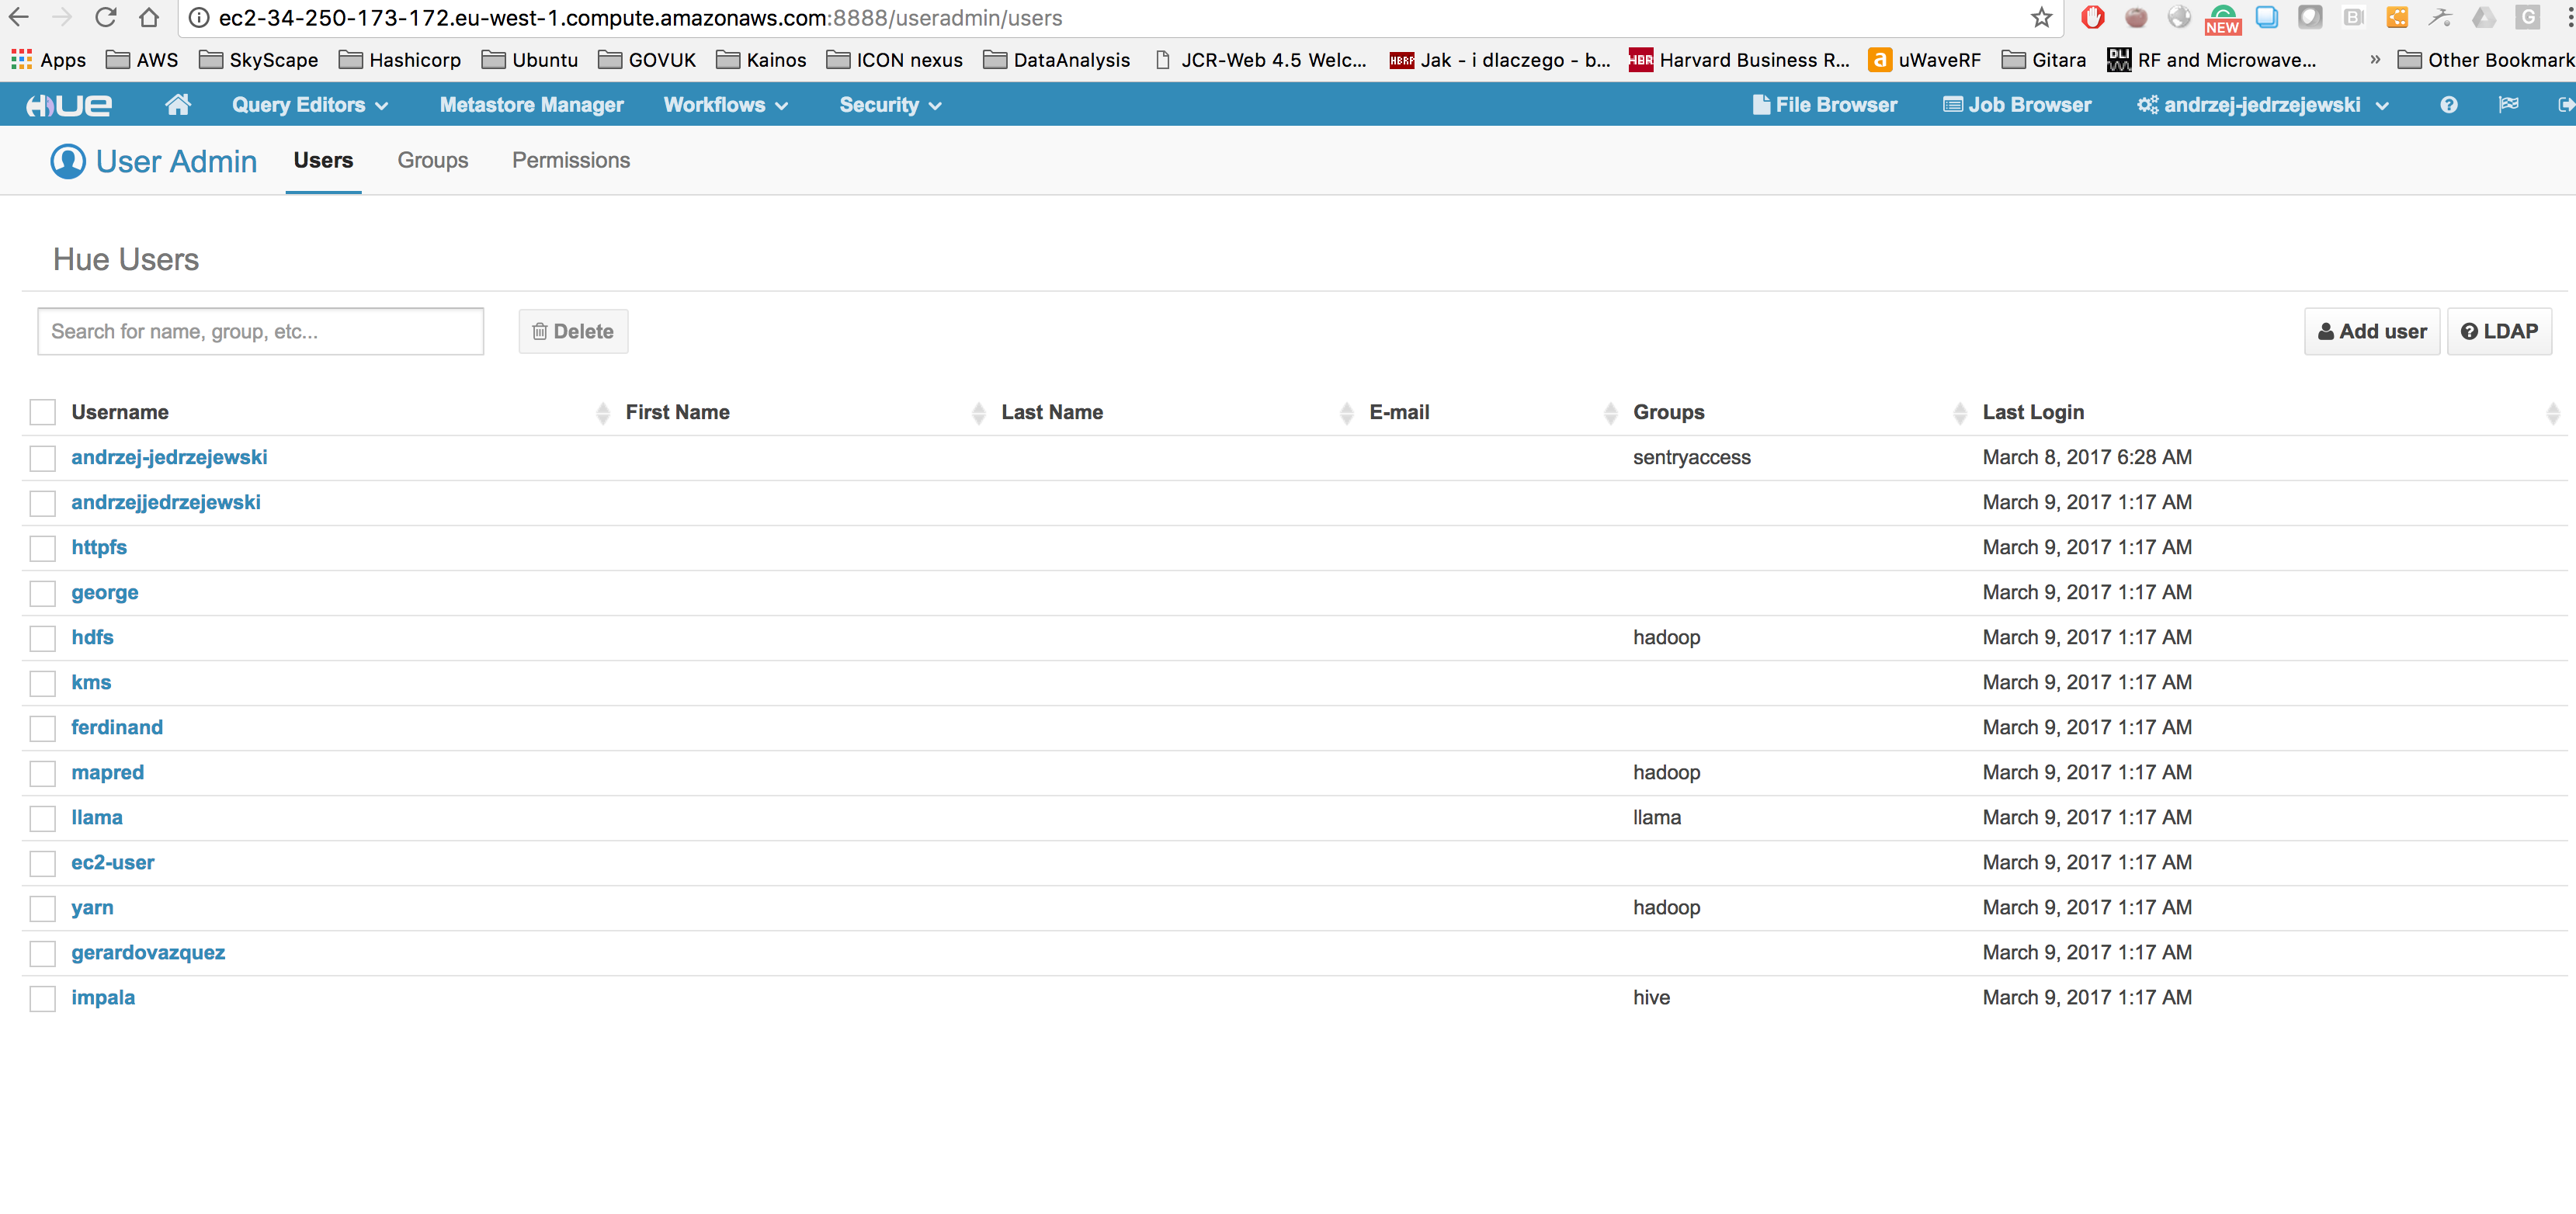 ec2-34-250-173-172.eu-west-1.compute.amazonaws.com:8888/useradmin/users
NEW
Apps AWS SkyScape Hashicorp Ubuntu GOVUK Kainos ICON nexus DataAnalysis JCR-Web 4.5 Welc... HBRP Jak - i dlaczego - b... HBR Harvard Business R... a uWaveRF Gitara DLI RF and Microwave... » Other Bookmark
HUE Query Editors Metastore Manager Workflows Security File Browser Job Browser andrzej-jedrzejewski
User Admin Users Groups Permissions
Hue Users
Search for name, group, etc... Delete Add user LDAP
Username First Name Last Name E-mail Groups Last Login
andrzej-jedrzejewski sentryaccess March 8, 2017 6:28 AM
andrzejjedrzejewski March 9, 2017 1:17 AM
httpfs March 9, 2017 1:17 AM
george March 9, 2017 1:17 AM
hdfs hadoop March 9, 2017 1:17 AM
kms March 9, 2017 1:17 AM
ferdinand March 9, 2017 1:17 AM
mapred hadoop March 9, 2017 1:17 AM
llama llama March 9, 2017 1:17 AM
ec2-user March 9, 2017 1:17 AM
yarn hadoop March 9, 2017 1:17 AM
gerardovazquez March 9, 2017 1:17 AM
impala hive March 9, 2017 1:17 AM